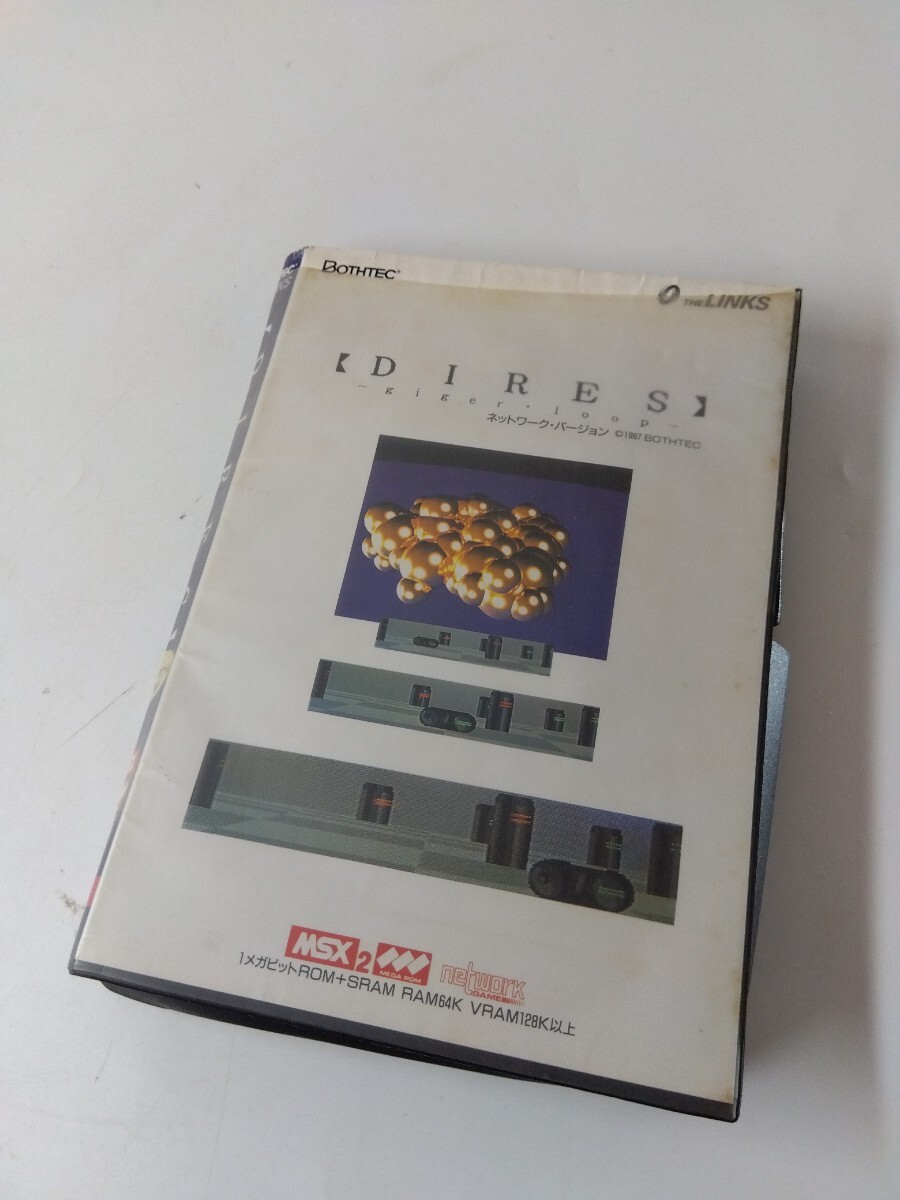 BOTHTEC
THE LINKS
【DIRES】
－giger・loop－
ネットワーク・バージョン ©1987 BOTHTEC
MSX2
MEGA ROM
network
GAME
1メガビットROM+SRAM RAM64K VRAM128K以上